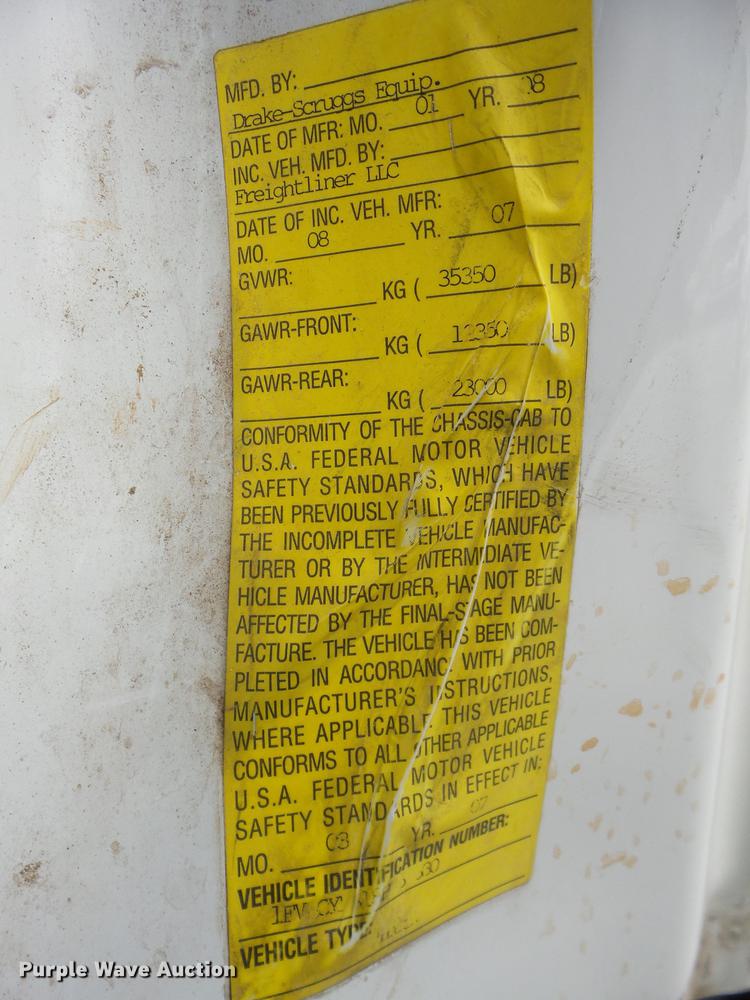 MFD. BY:
Drake-Scruggs Equip.
DATE OF MFR: MO. 01 YR. 08
INC. VEH. MFD. BY:
Freightliner LLC
DATE OF INC. VEH. MFR:
MO. 08 YR. 07
GVWR:
KG ( 35350 LB)
GAWR-FRONT:
KG ( 12350 LB)
GAWR-REAR:
KG ( 23000 LB)
CONFORMITY OF THE CHASSIS-CAB TO
U.S.A. FEDERAL MOTOR VEHICLE
SAFETY STANDARDS, WHICH HAVE
BEEN PREVIOUSLY FULLY CERTIFIED BY
THE INCOMPLETE VEHICLE MANUFAC-
TURER OR BY THE INTERMEDIATE VE-
HICLE MANUFACTURER, HAS NOT BEEN
AFFECTED BY THE FINAL-STAGE MANU-
FACTURE. THE VEHICLE HAS BEEN COM-
PLETED IN ACCORDANCE WITH PRIOR
MANUFACTURER'S INSTRUCTIONS,
WHERE APPLICABLE. THIS VEHICLE
CONFORMS TO ALL OTHER APPLICABLE
U.S.A. FEDERAL MOTOR VEHICLE
SAFETY STANDARDS IN EFFECT IN:
MO. 08 YR. 07
VEHICLE IDENTIFICATION NUMBER:
VEHICLE TYPE:
Purple Wave Auction